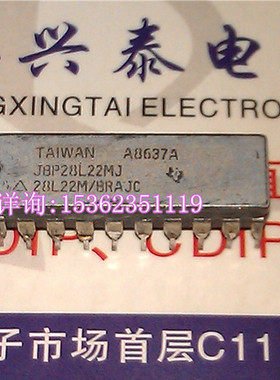 兴泰电
GXINGTAI ELECTRO
TAIWAN A8637A
JBP28L22MJ
28L22M/BRAJC
详询:15362351119
DIP、CDIP
子市场首层C11